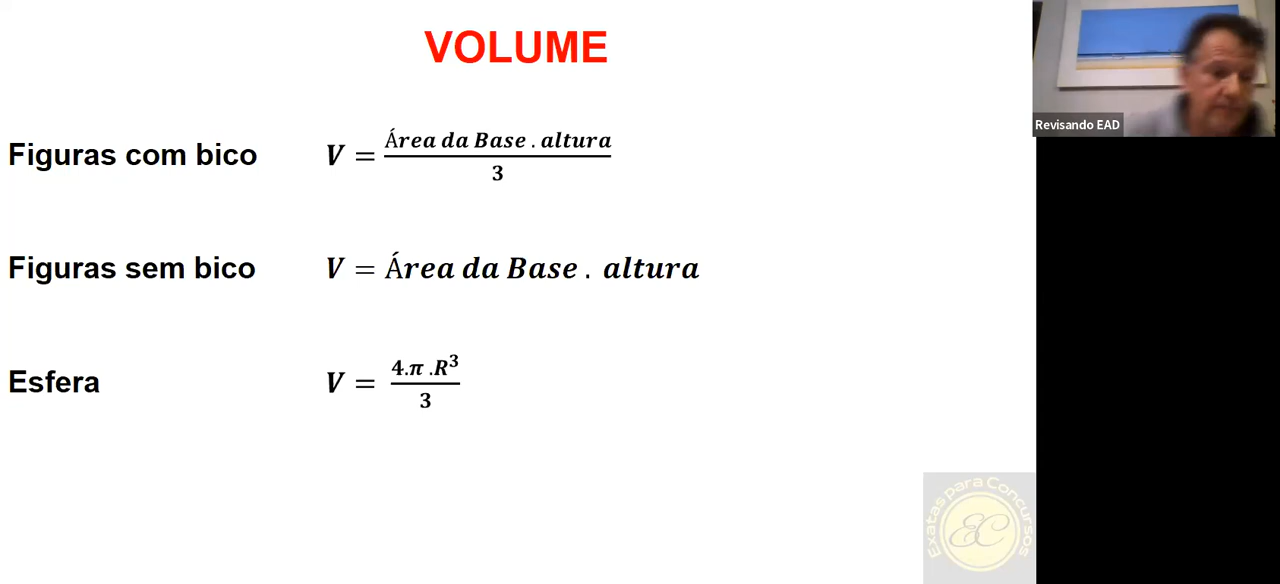 VOLUME
Figuras com bico V = Área da Base . altura / 3
Figuras sem bico V = Área da Base . altura
Esfera V = 4.π .R³ / 3
Revisando EAD
Exatas para Concursos
EC